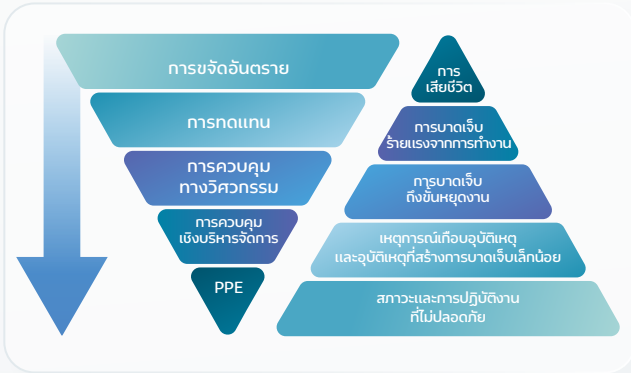 การขจัดอันตราย
การทดแทน
การควบคุม
ทางวิศวกรรม
การควบคุม
เชิงบริหารจัดการ
PPE
การ
เสียชีวิต
การบาดเจ็บ
ร้ายแรงจากการทำงาน
การบาดเจ็บ
ถึงขั้นหยุดงาน
เหตุการณ์เกือบอุบัติเหตุ
และอุบัติเหตุที่สร้างการบาดเจ็บเล็กน้อย
สภาวะและการปฏิบัติงาน
ที่ไม่ปลอดภัย